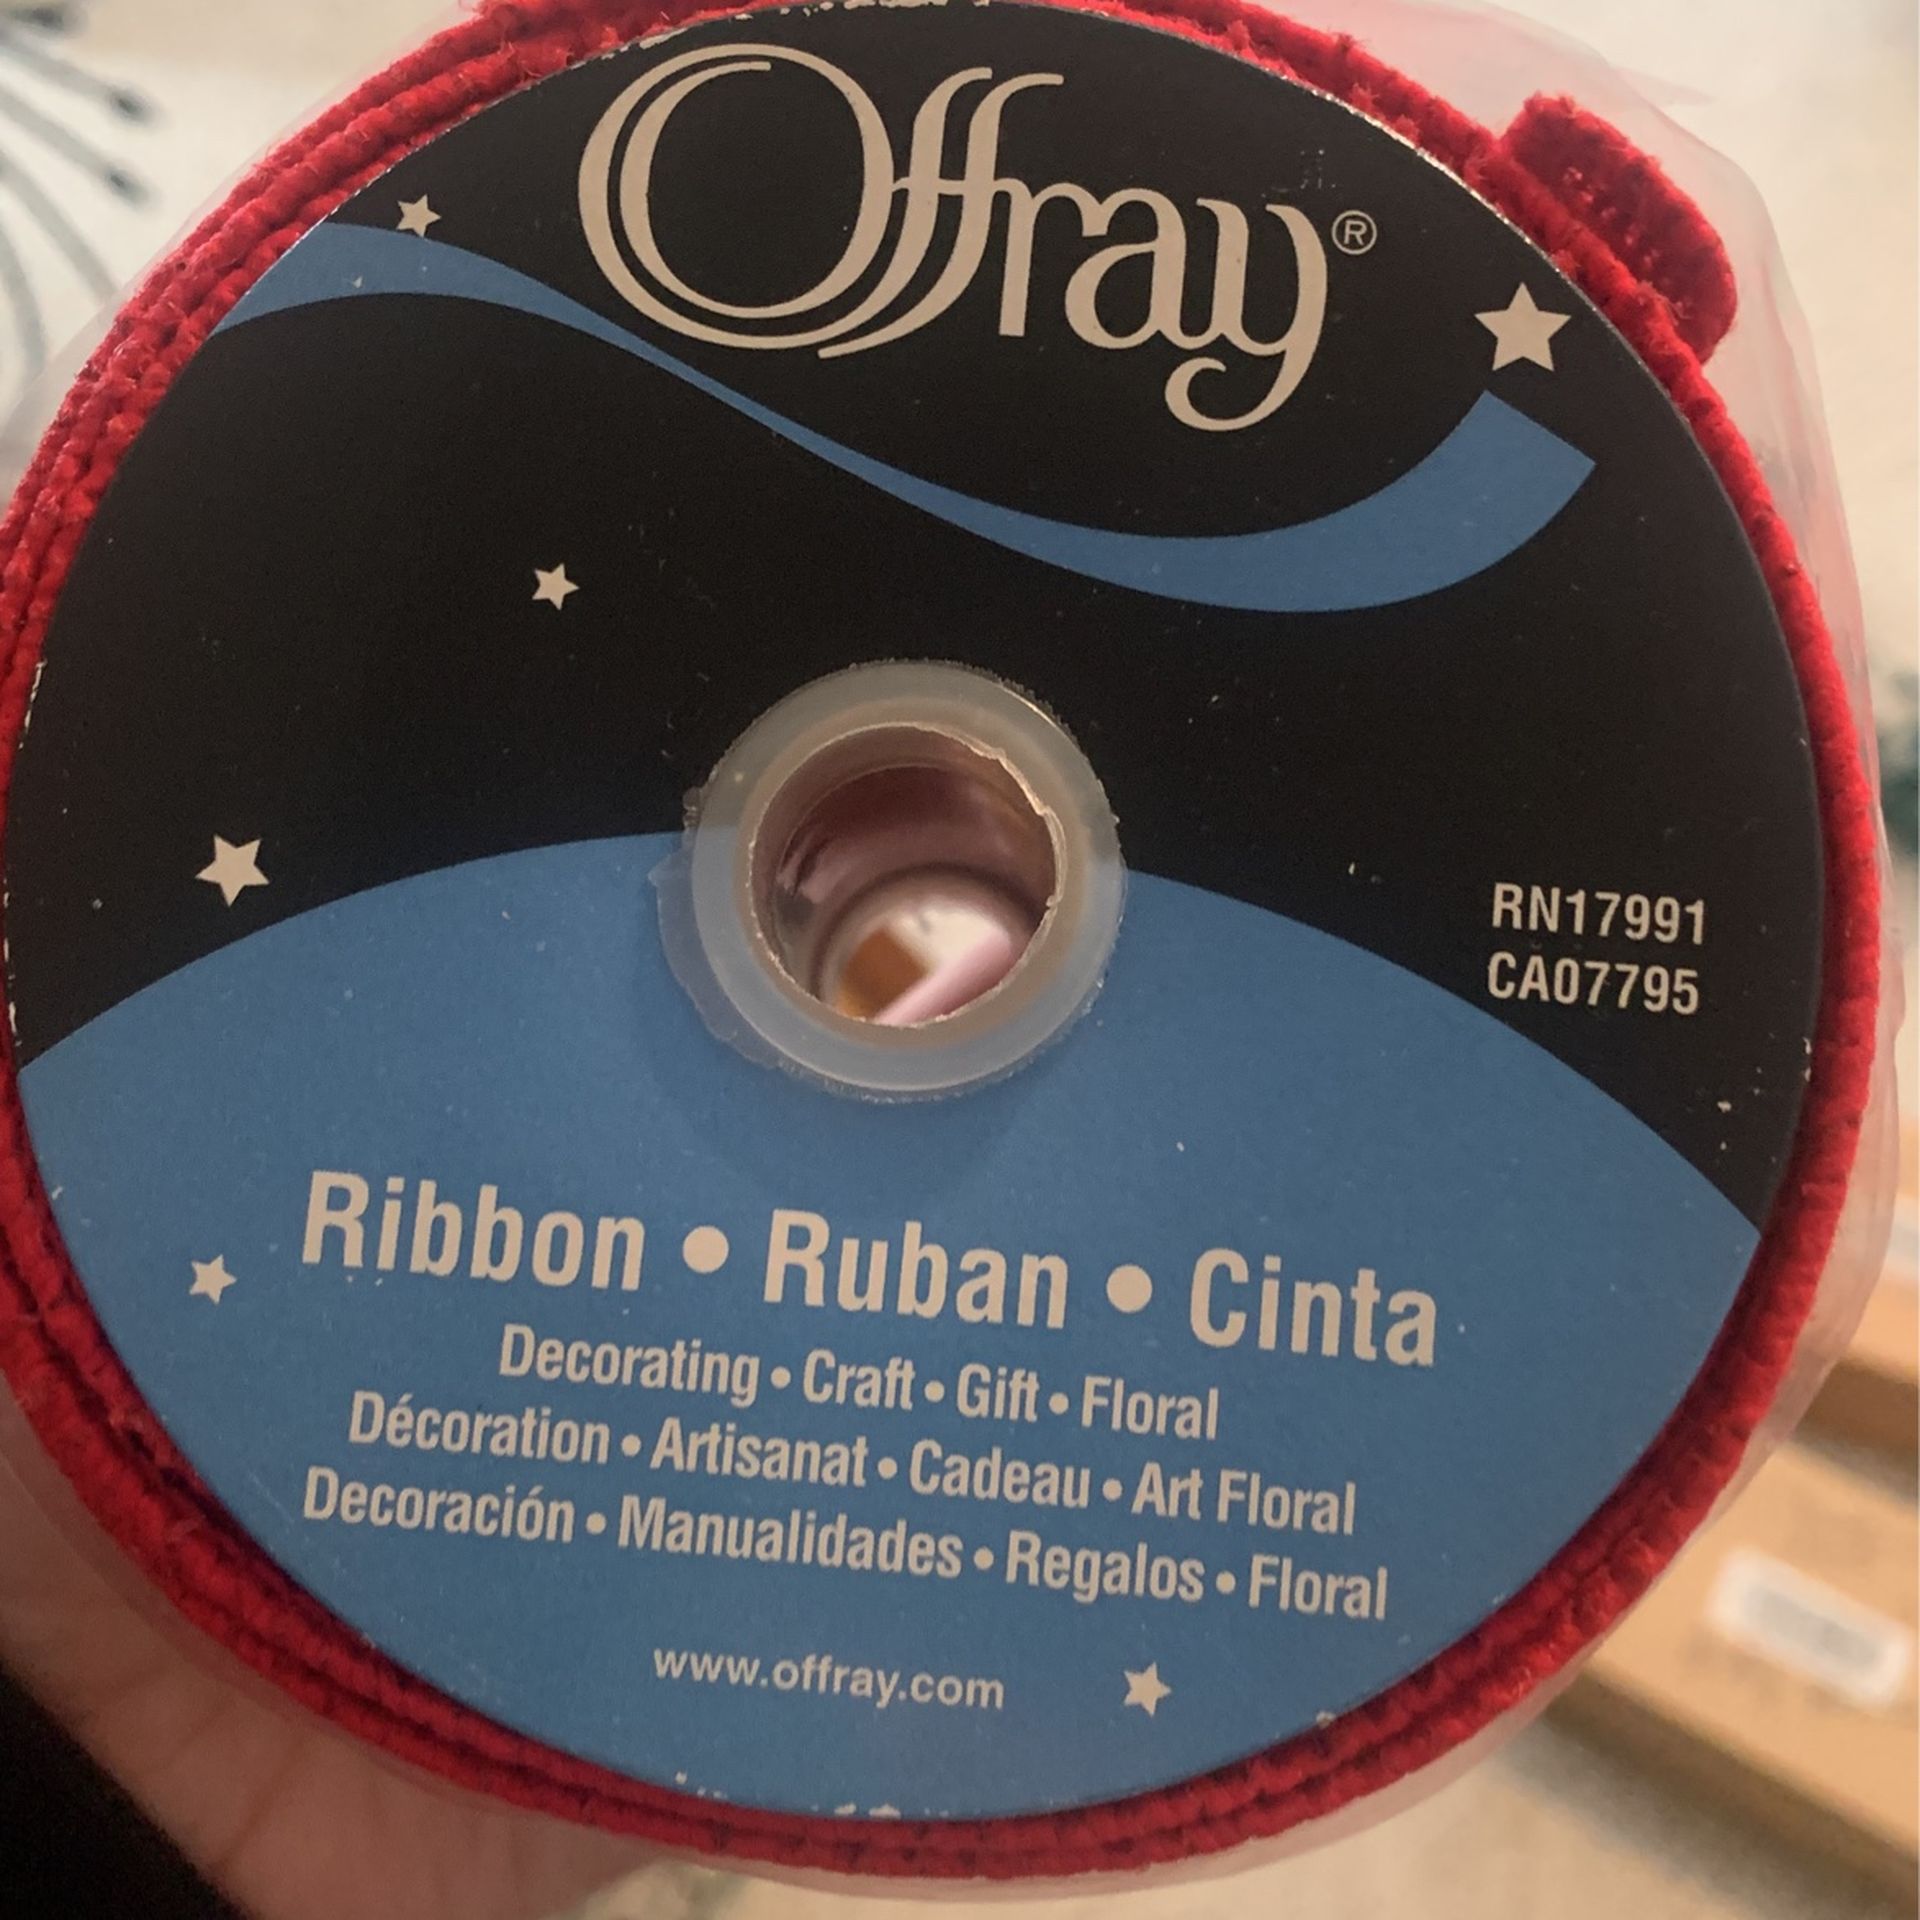 Offray®
RN17991
CA07795
Ribbon • Ruban • Cinta
Decorating • Craft • Gift • Floral
Décoration • Artisanat • Cadeau • Art Floral
Decoración • Manualidades • Regalos • Floral
www.offray.com